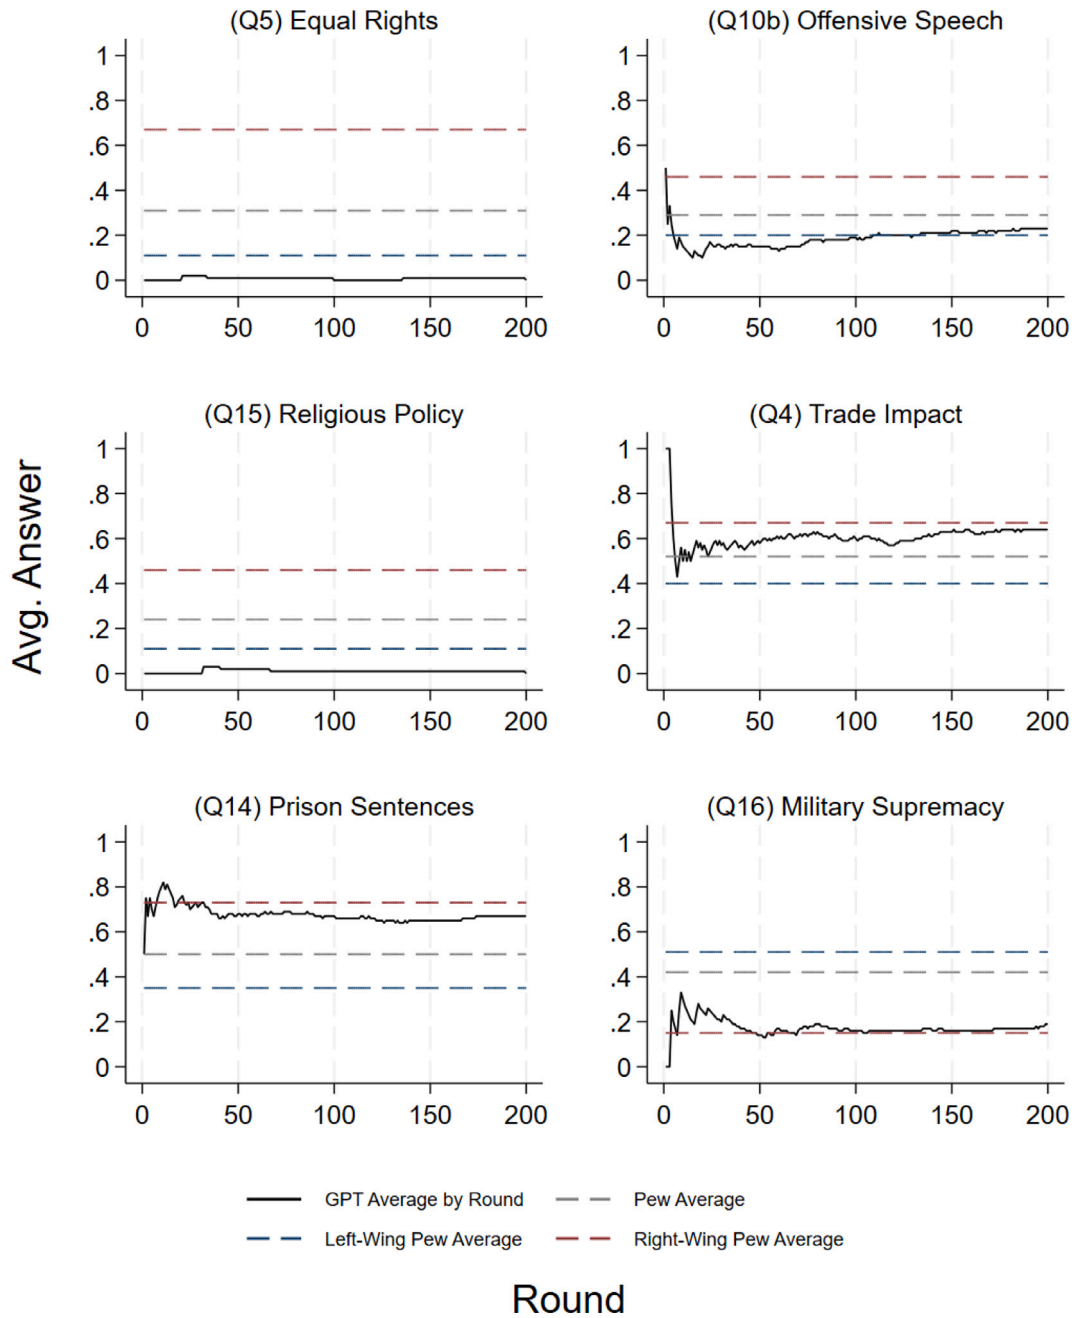 (Q5) Equal Rights
1
.8
.6
.4
.2
0
0 50 100 150 200
(Q10b) Offensive Speech
1
.8
.6
.4
.2
0
0 50 100 150 200
(Q15) Religious Policy
1
.8
.6
.4
.2
0
0 50 100 150 200
(Q4) Trade Impact
1
.8
.6
.4
.2
0
0 50 100 150 200
(Q14) Prison Sentences
1
.8
.6
.4
.2
0
0 50 100 150 200
(Q16) Military Supremacy
1
.8
.6
.4
.2
0
0 50 100 150 200
Avg. Answer
GPT Average by Round
Pew Average
Left-Wing Pew Average
Right-Wing Pew Average
Round